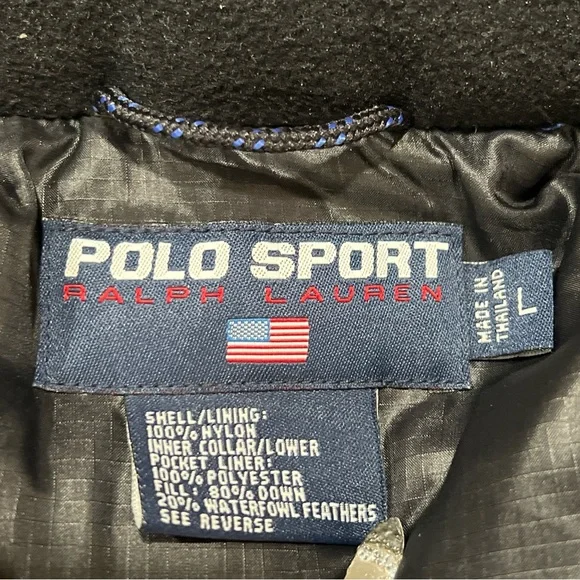 POLO SPORT
RALPH LAUREN
MADE IN
THAILAND
L
SHELL/LINING:
100% NYLON
INNER COLLAR/LOWER
POCKET LINER:
100% POLYESTER
FILL: 80% DOWN
20% WATERFOWL FEATHERS
SEE REVERSE